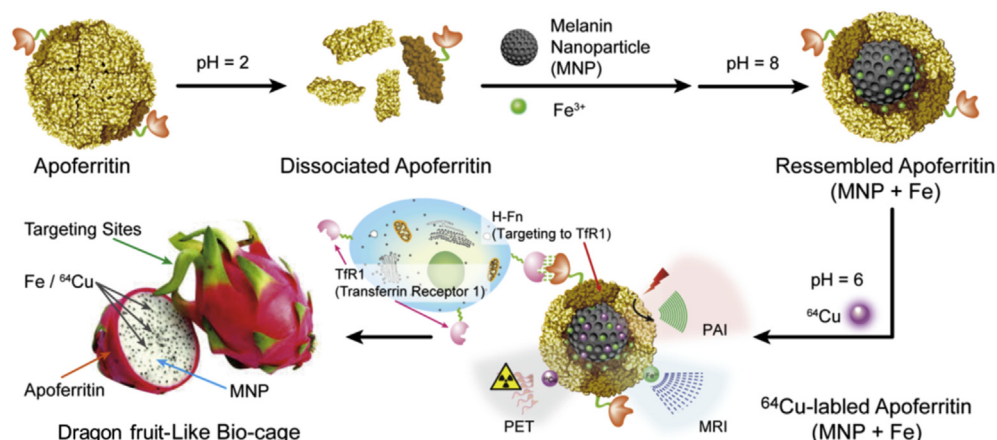 pH = 2
Melanin
Nanoparticle
(MNP)
Fe³⁺
pH = 8
Apoferritin
Dissociated Apoferritin
Ressembled Apoferritin
(MNP + Fe)
Targeting Sites
Fe / ⁶⁴Cu
Apoferritin
MNP
Dragon fruit-Like Bio-cage
H-Fn
(Targeting to TfR1)
TfR1
(Transferrin Receptor 1)
PAI
PET
MRI
pH = 6
⁶⁴Cu
⁶⁴Cu-labled Apoferritin
(MNP + Fe)